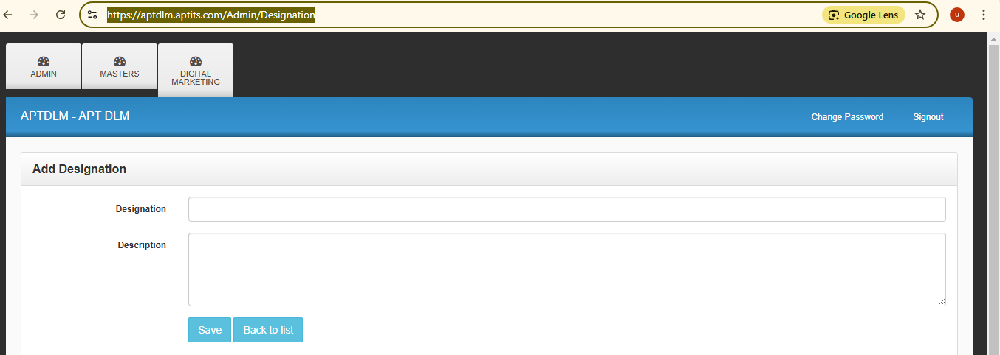 https://aptdlm.aptits.com/Admin/Designation
Google Lens
u
ADMIN
MASTERS
DIGITAL
MARKETING
APTDLM - APT DLM
Change Password
Signout
Add Designation
Designation
Description
Save
Back to list